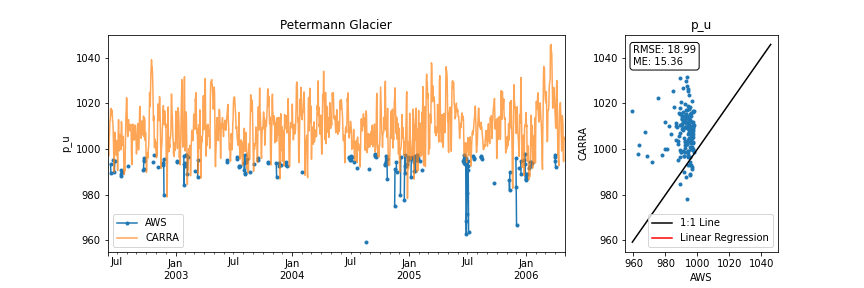 Petermann Glacier
p_u
1040
1020
1000
980
960
p_u
AWS
CARRA
Jul
Jan
2003
Jul
Jan
2004
Jul
Jan
2005
Jul
Jan
2006
p_u
RMSE: 18.99
ME: 15.36
1040
1020
1000
980
960
CARRA
1:1 Line
Linear Regression
960
980
1000
1020
1040
AWS